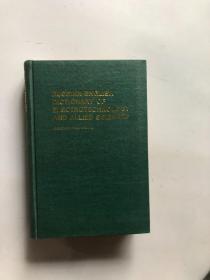 RUSSIAN-ENGLISH
DICTIONARY OF
ELECTROTECHNOLOGY
AND ALLIED SCIENCES